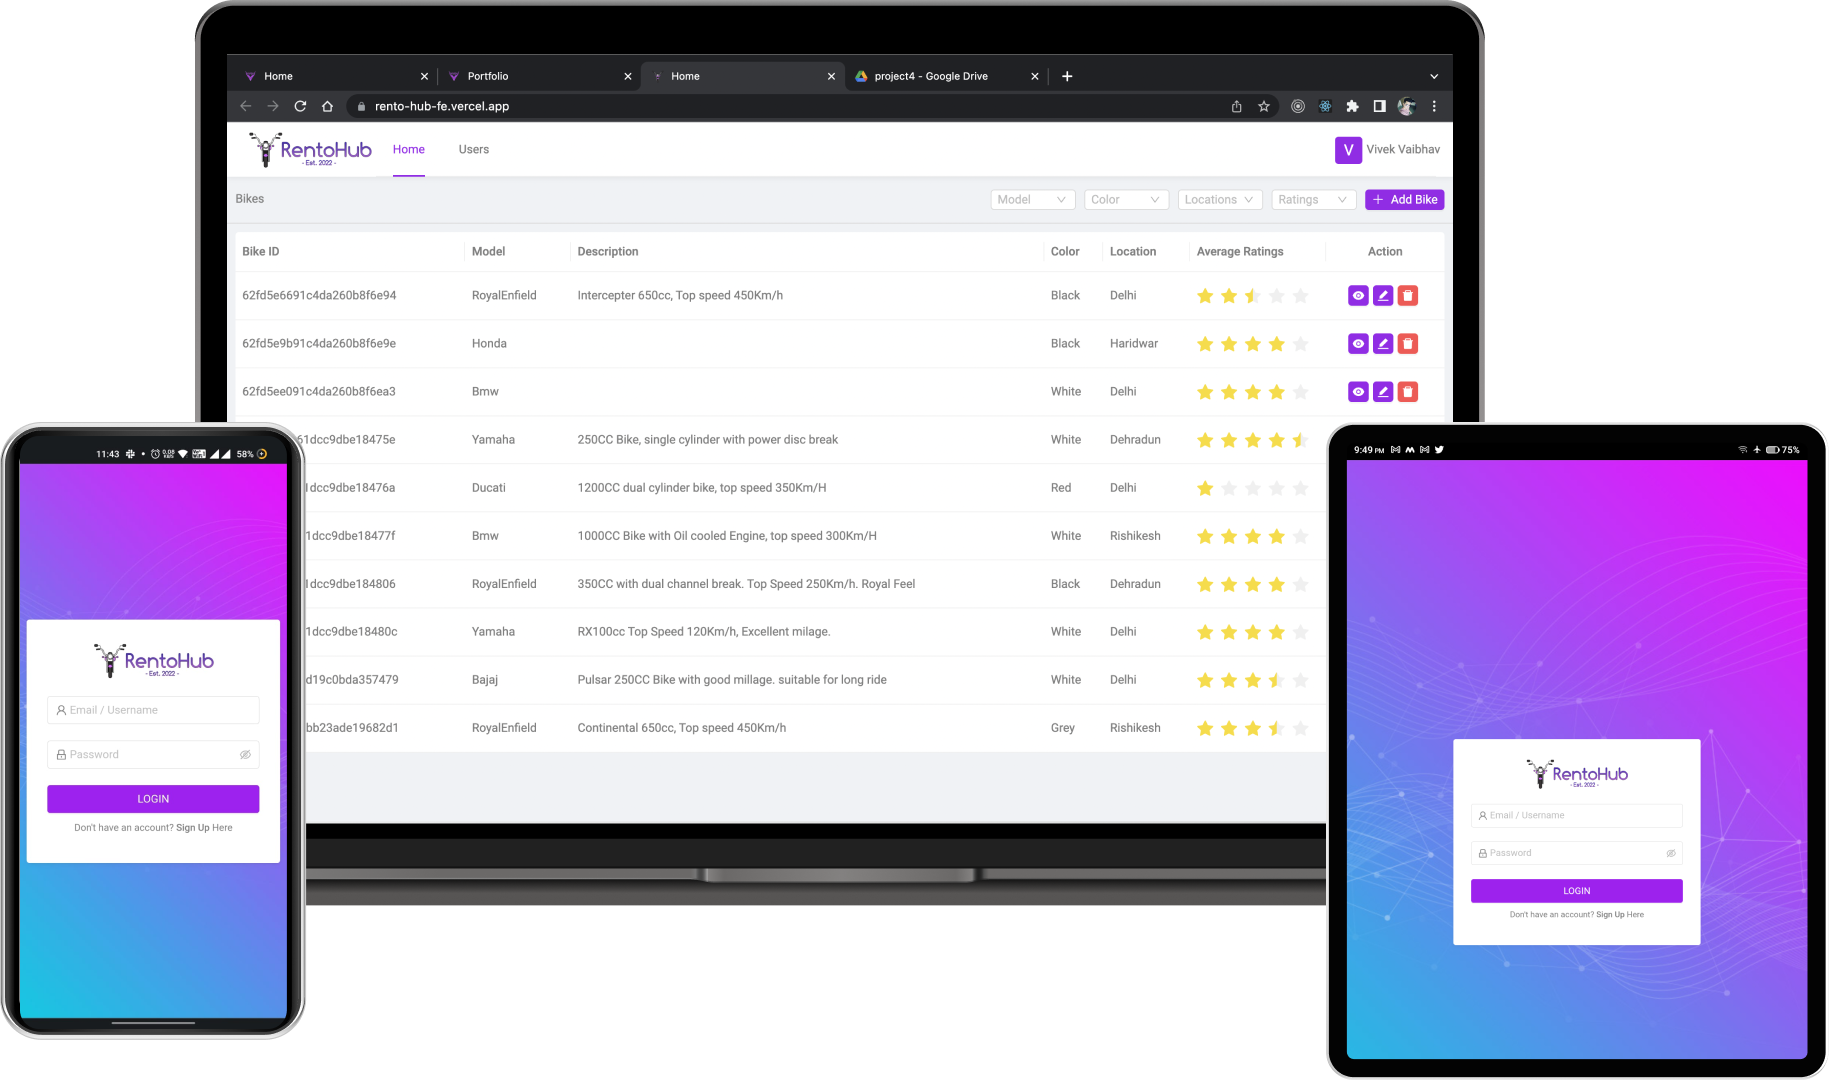 Home
Portfolio
Home
project4 - Google Drive
rento-hub-fe.vercel.app
RentoHub
- Est. 2022 -
Home
Users
V
Vivek Vaibhav
Bikes
Model
Color
Locations
Ratings
+ Add Bike
Bike ID Model Description Color Location Average Ratings Action
62fd5e6691c4da260b8f6e94 RoyalEnfield Intercepter 650cc, Top speed 450Km/h Black Delhi
62fd5e9b91c4da260b8f6e9e Honda Black Haridwar
62fd5ee091c4da260b8f6ea3 Bmw White Delhi
61dcc9dbe18475e Yamaha 250CC Bike, single cylinder with power disc break White Dehradun
1dcc9dbe18476a Ducati 1200CC dual cylinder bike, top speed 350Km/H Red Delhi
1dcc9dbe18477f Bmw 1000CC Bike with Oil cooled Engine, top speed 300Km/H White Rishikesh
1dcc9dbe184806 RoyalEnfield 350CC with dual channel break. Top Speed 250Km/h. Royal Feel Black Dehradun
1dcc9dbe18480c Yamaha RX100cc Top Speed 120Km/h, Excellent milage. White Delhi
d19c0bda357479 Bajaj Pulsar 250CC Bike with good millage. suitable for long ride White Delhi
bb23ade19682d1 RoyalEnfield Continental 650cc, Top speed 450Km/h Grey Rishikesh
11:43
58%
RentoHub
- Est. 2022 -
Email / Username
Password
LOGIN
Don't have an account? Sign Up Here
9:49 PM
75%
RentoHub
- Est. 2022 -
Email / Username
Password
LOGIN
Don't have an account? Sign Up Here